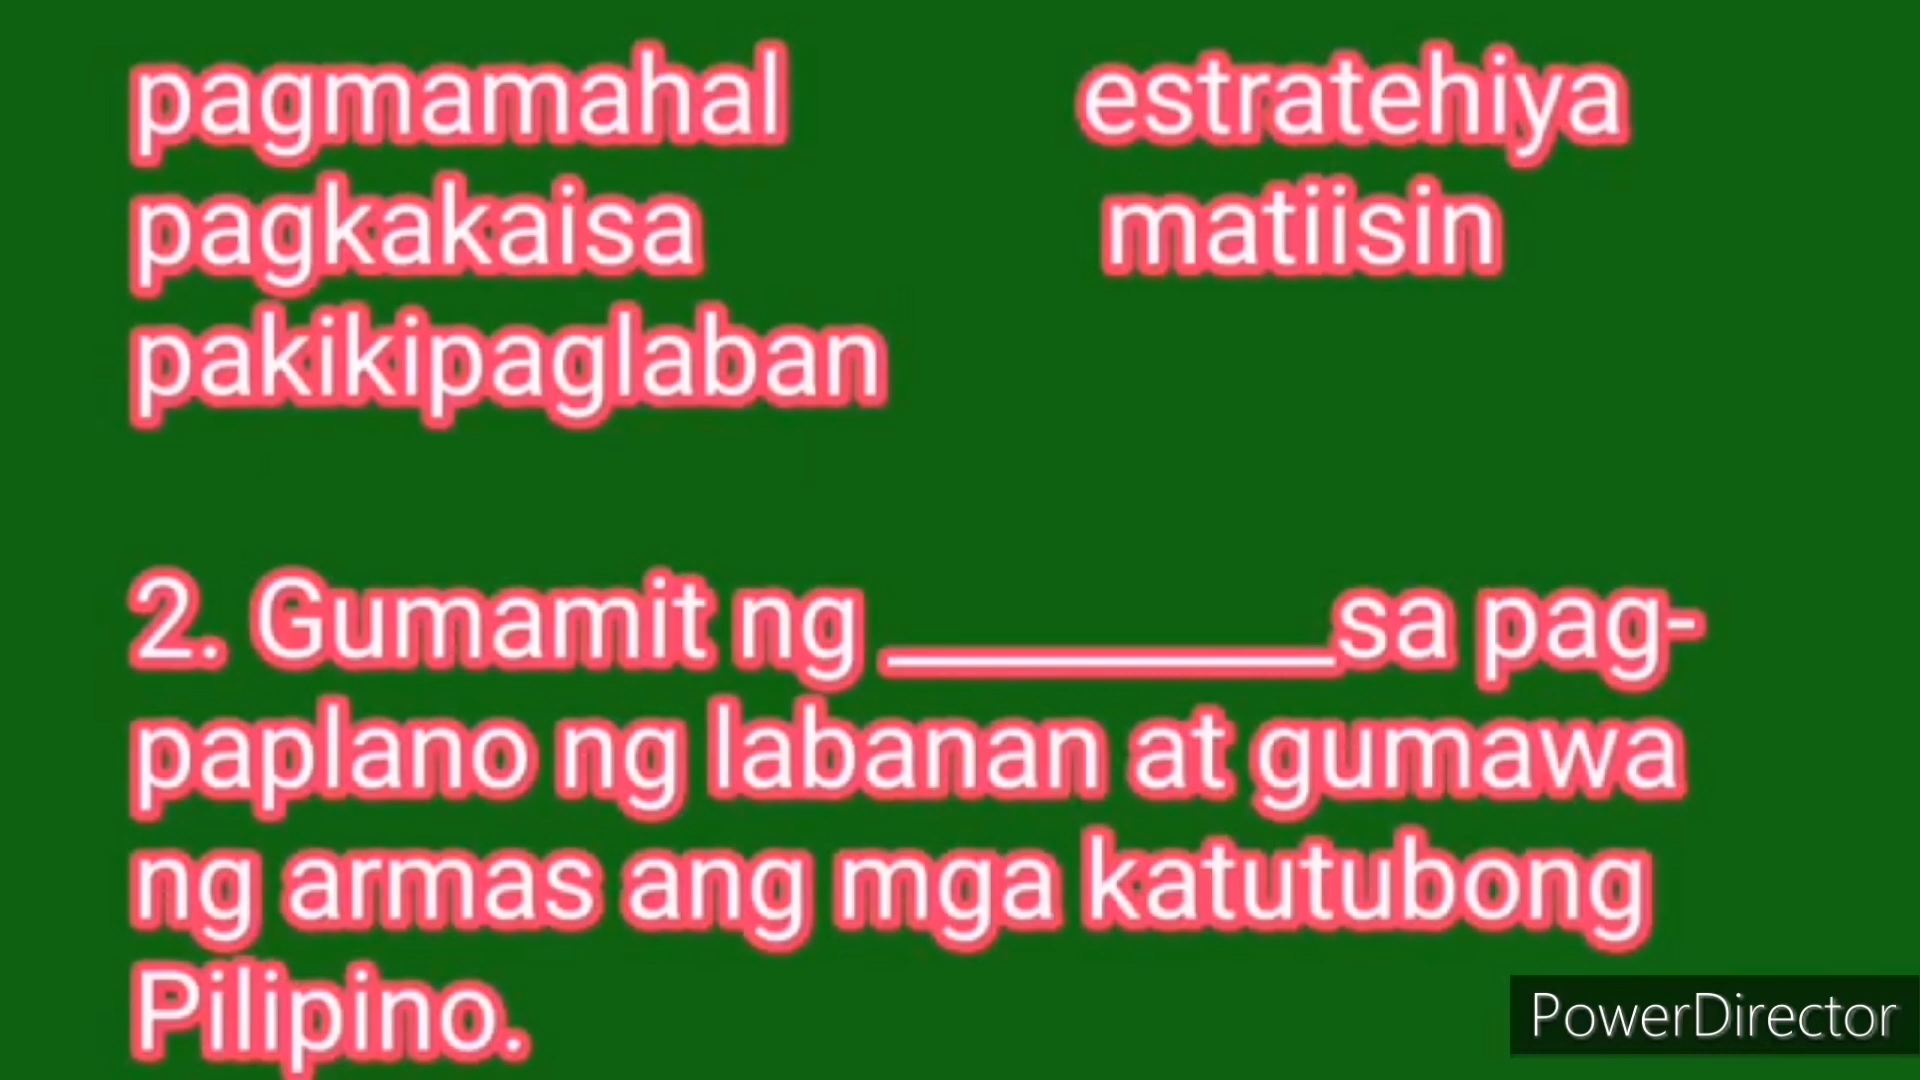 pagmamahal estratehiya
pagkakaisa matiisin
pakikipaglaban
2. Gumamit ng __________sa pag-
paplano ng labanan at gumawa
ng armas ang mga katutubong
Pilipino.
PowerDirector